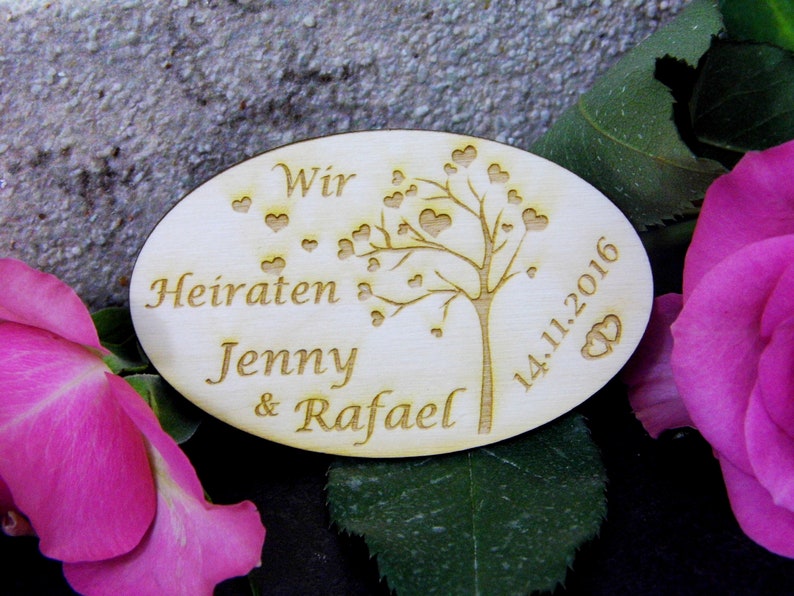 Wir
Heiraten
Jenny
& Rafael
14.11.2016